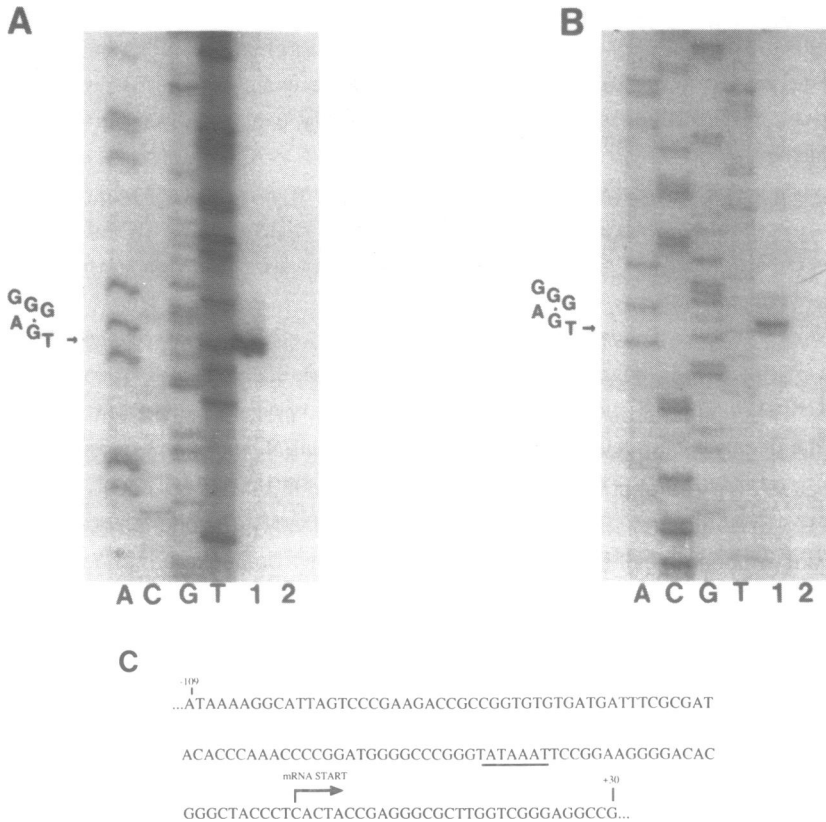 A
B
G G G
A G T →
G G G
A G T →
A C G T 1 2
A C G T 1 2
C
-109
...ATAAAAGGCATTAGTCCCGAAGACCGCCGGTGTGTGATGATTTCGCGAT
ACACCCAAACCCCGGATGGGGCCCGGGTATAAATTCCGGAAGGGGACAC
mRNA START
+30
GGGCTACCCTCACTACCGAGGGCGCTTGGTCGGGAGGCCG...